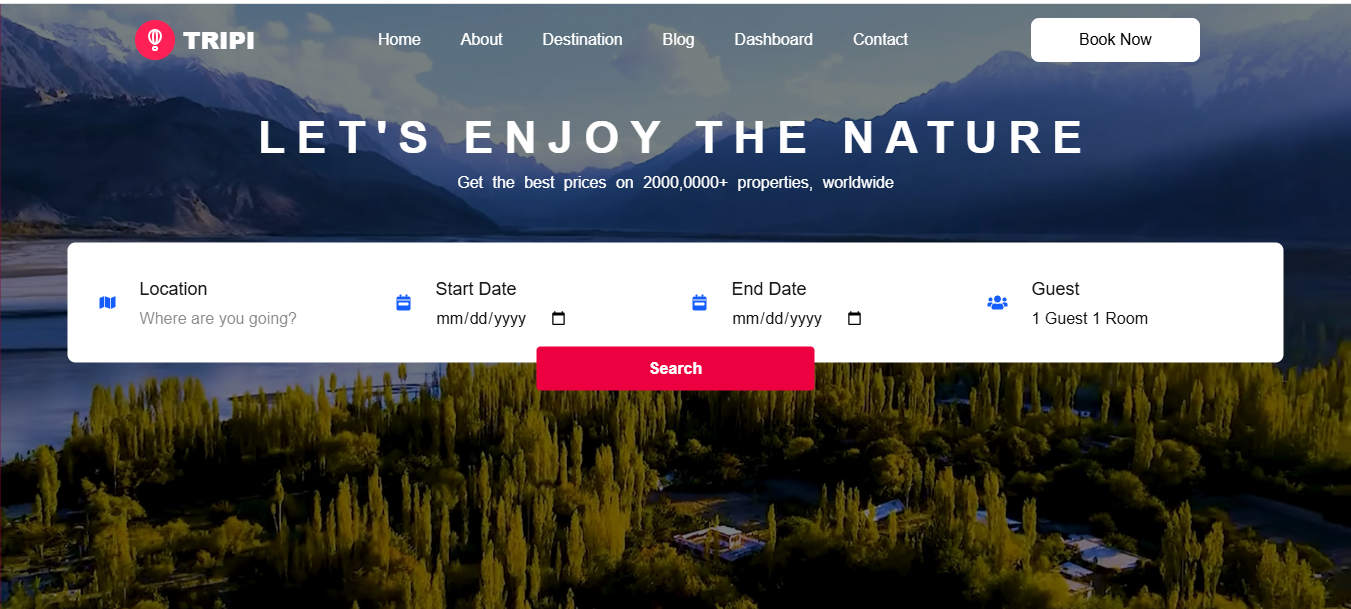 TRIPI
Home About Destination Blog Dashboard Contact
Book Now
LET'S ENJOY THE NATURE
Get the best prices on 2000,0000+ properties, worldwide
Location Start Date End Date Guest
Where are you going? mm/dd/yyyy mm/dd/yyyy 1 Guest 1 Room
Search